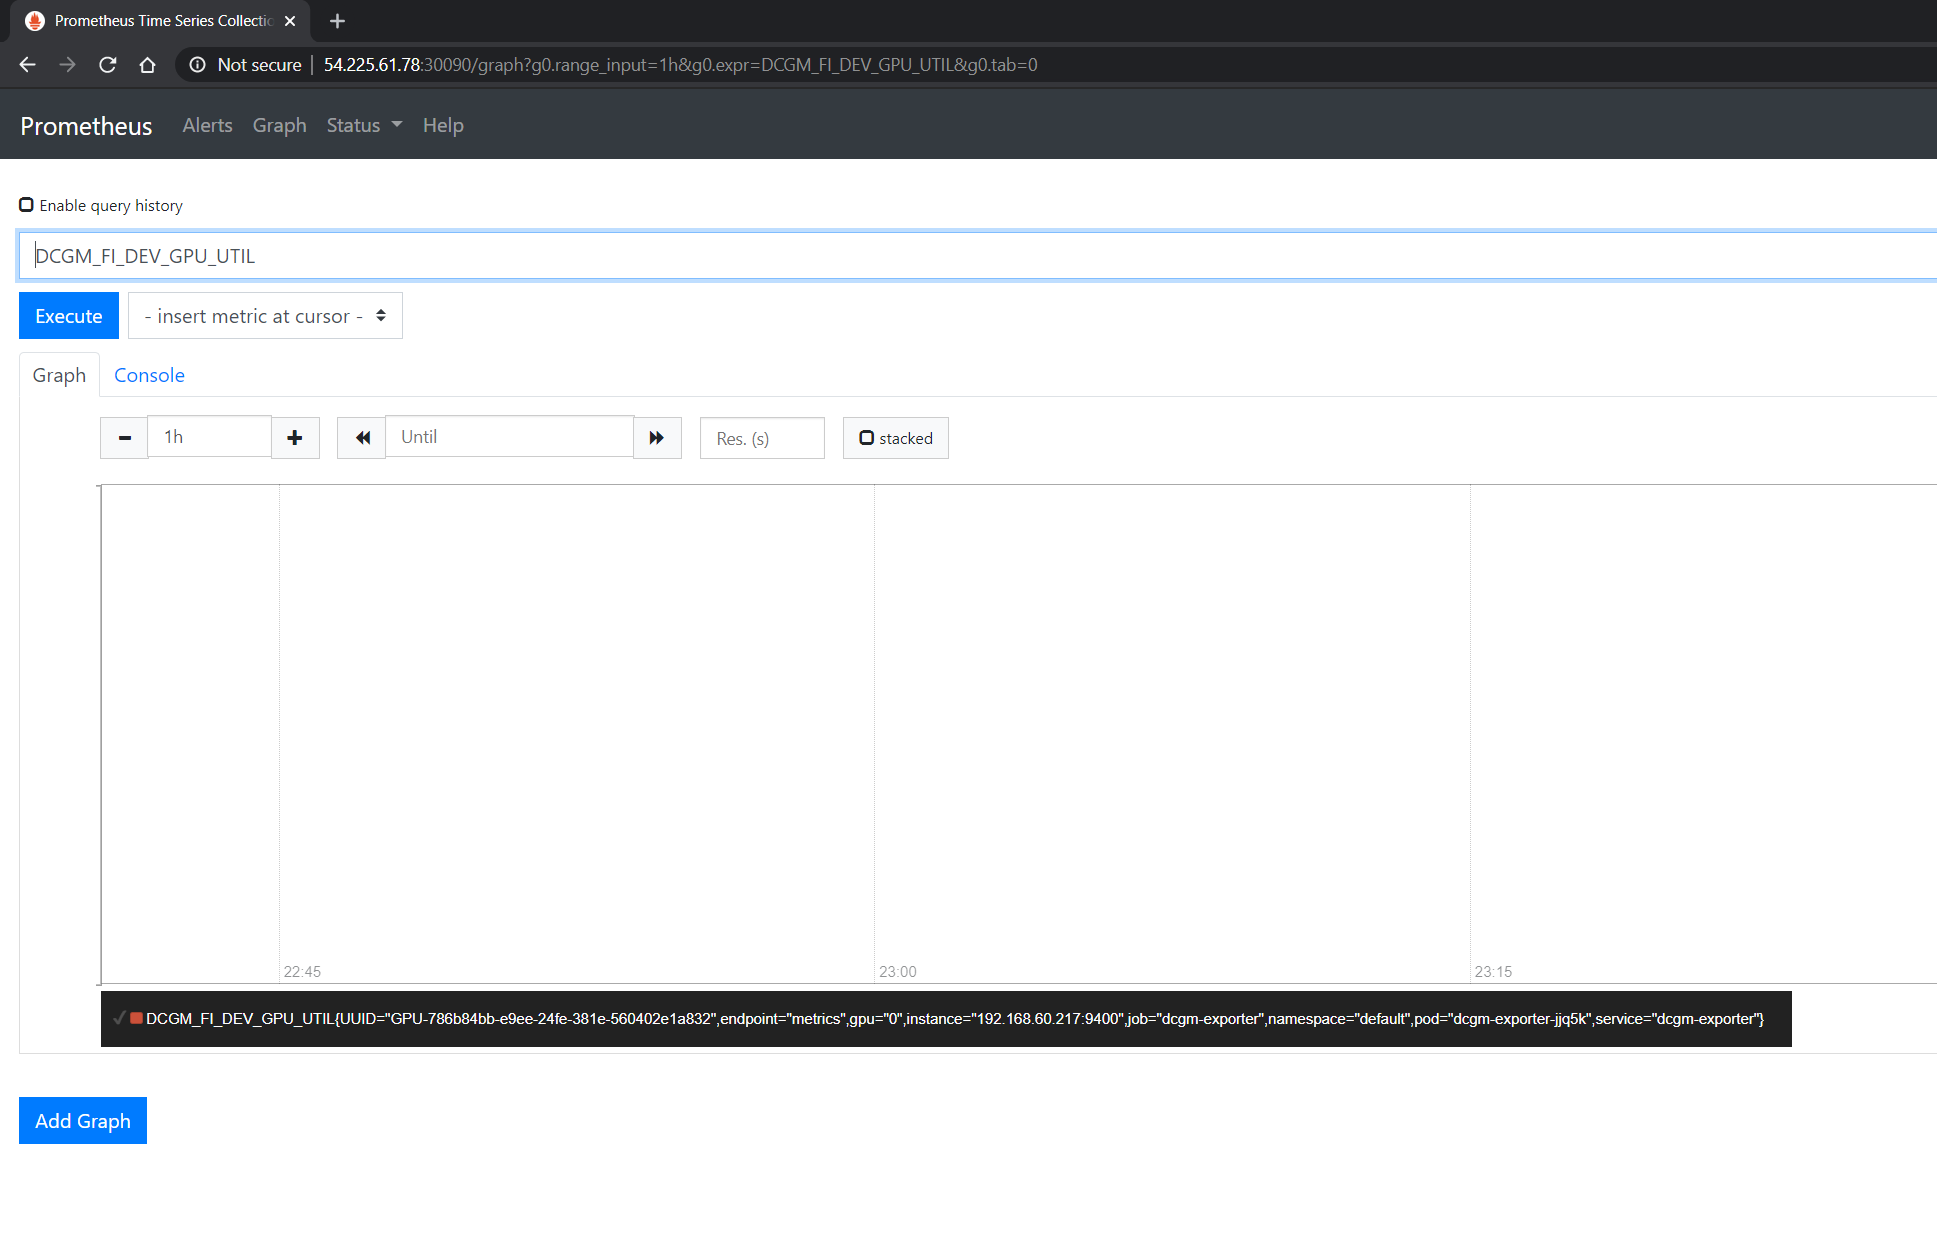 Prometheus Time Series Collectio
Not secure 54.225.61.78:30090/graph?g0.range_input=1h&g0.expr=DCGM_FI_DEV_GPU_UTIL&g0.tab=0
Prometheus Alerts Graph Status Help
Enable query history
DCGM_FI_DEV_GPU_UTIL
Execute - insert metric at cursor -
Graph Console
1h Until Res. (s) stacked
22:45 23:00 23:15
DCGM_FI_DEV_GPU_UTIL{UUID="GPU-786b84bb-e9ee-24fe-381e-560402e1a832",endpoint="metrics",gpu="0",instance="192.168.60.217:9400",job="dcgm-exporter",namespace="default",pod="dcgm-exporter-jjq5k",service="dcgm-exporter"}
Add Graph